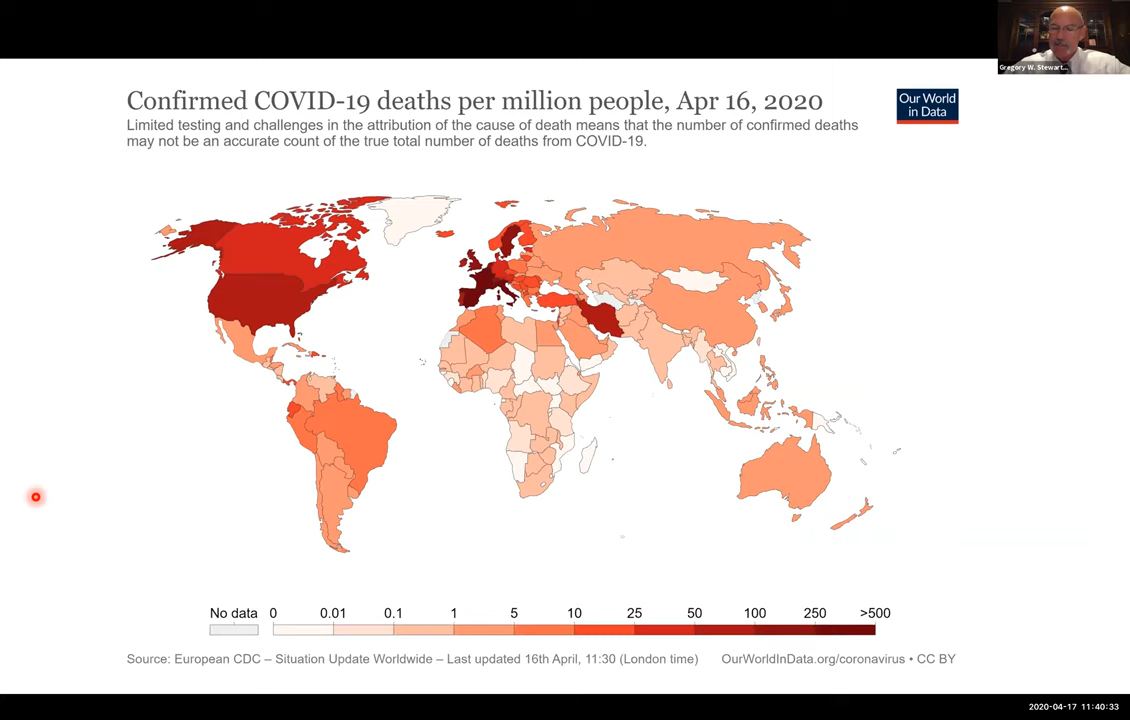 Gregory W. Stewart...
Confirmed COVID-19 deaths per million people, Apr 16, 2020
Our World
in Data
Limited testing and challenges in the attribution of the cause of death means that the number of confirmed deaths
may not be an accurate count of the true total number of deaths from COVID-19.
No data 0 0.01 0.1 1 5 10 25 50 100 250 >500
Source: European CDC – Situation Update Worldwide – Last updated 16th April, 11:30 (London time) OurWorldInData.org/coronavirus • CC BY
2020-04-17 11:40:33